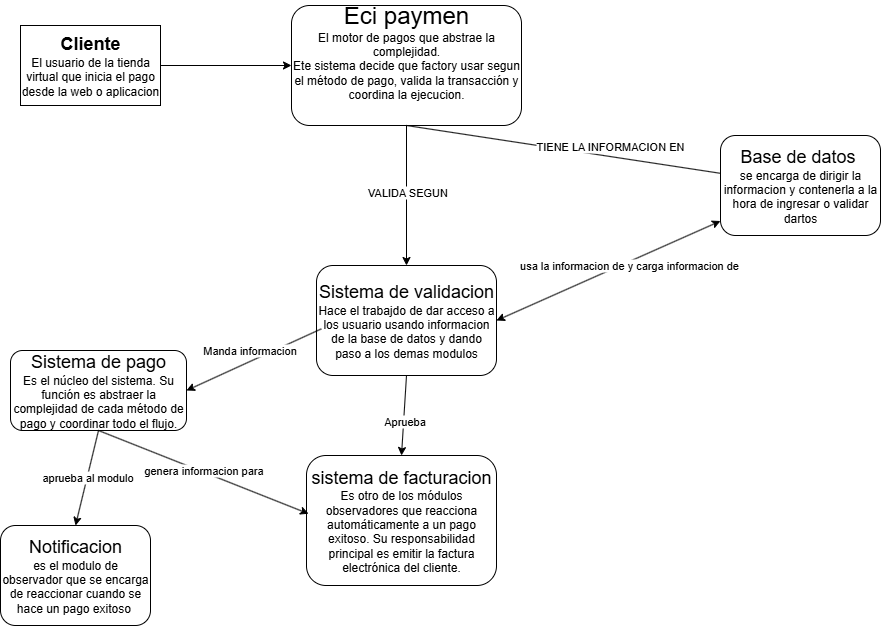 Cliente
El usuario de la tienda
virtual que inicia el pago
desde la web o aplicacion
Eci paymen
El motor de pagos que abstrae la
complejidad.
Ete sistema decide que factory usar segun
el método de pago, valida la transacción y
coordina la ejecucion.
TIENE LA INFORMACION EN
Base de datos
se encarga de dirigir la
informacion y contenerla a la
hora de ingresar o validar
dartos
VALIDA SEGUN
usa la informacion de y carga informacion de
Sistema de validacion
Hace el trabajdo de dar acceso a
los usuario usando informacion
de la base de datos y dando
paso a los demas modulos
Manda informacion
Sistema de pago
Es el núcleo del sistema. Su
función es abstraer la
complejidad de cada método de
pago y coordinar todo el flujo.
Aprueba
aprueba al modulo
genera informacion para
sistema de facturacion
Es otro de los módulos
observadores que reacciona
automáticamente a un pago
exitoso. Su responsabilidad
principal es emitir la factura
electrónica del cliente.
Notificacion
es el modulo de
observador que se encarga
de reaccionar cuando se
hace un pago exitoso